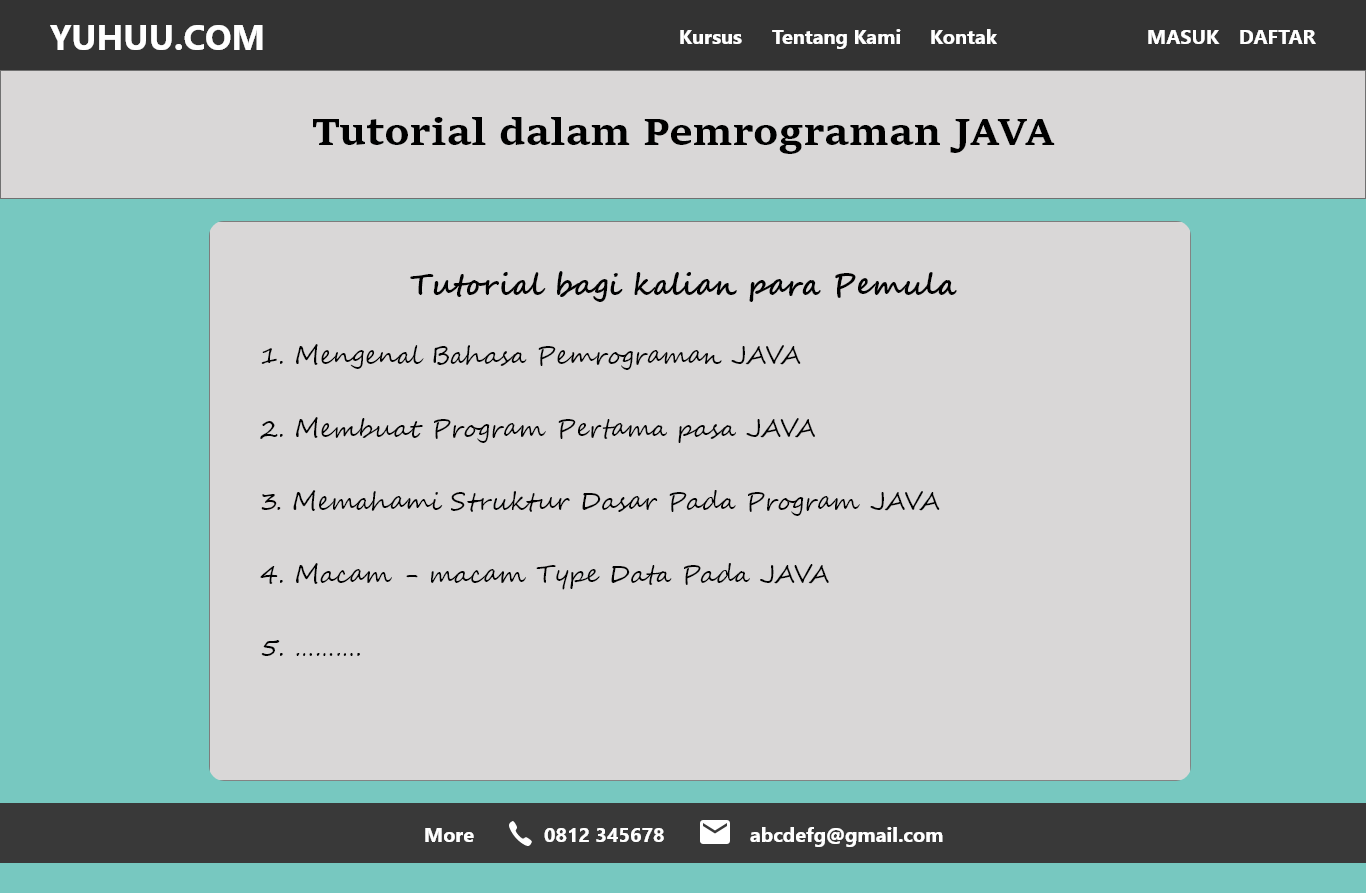 YUHUU.COM Kursus Tentang Kami Kontak MASUK DAFTAR
Tutorial dalam Pemrograman JAVA
Tutorial bagi kalian para Pemula
1. Mengenal Bahasa Pemrograman JAVA
2. Membuat Program Pertama pasa JAVA
3. Memahami Struktur Dasar Pada Program JAVA
4. Macam - macam Type Data Pada JAVA
5. ..........
More 0812 345678 abcdefg@gmail.com